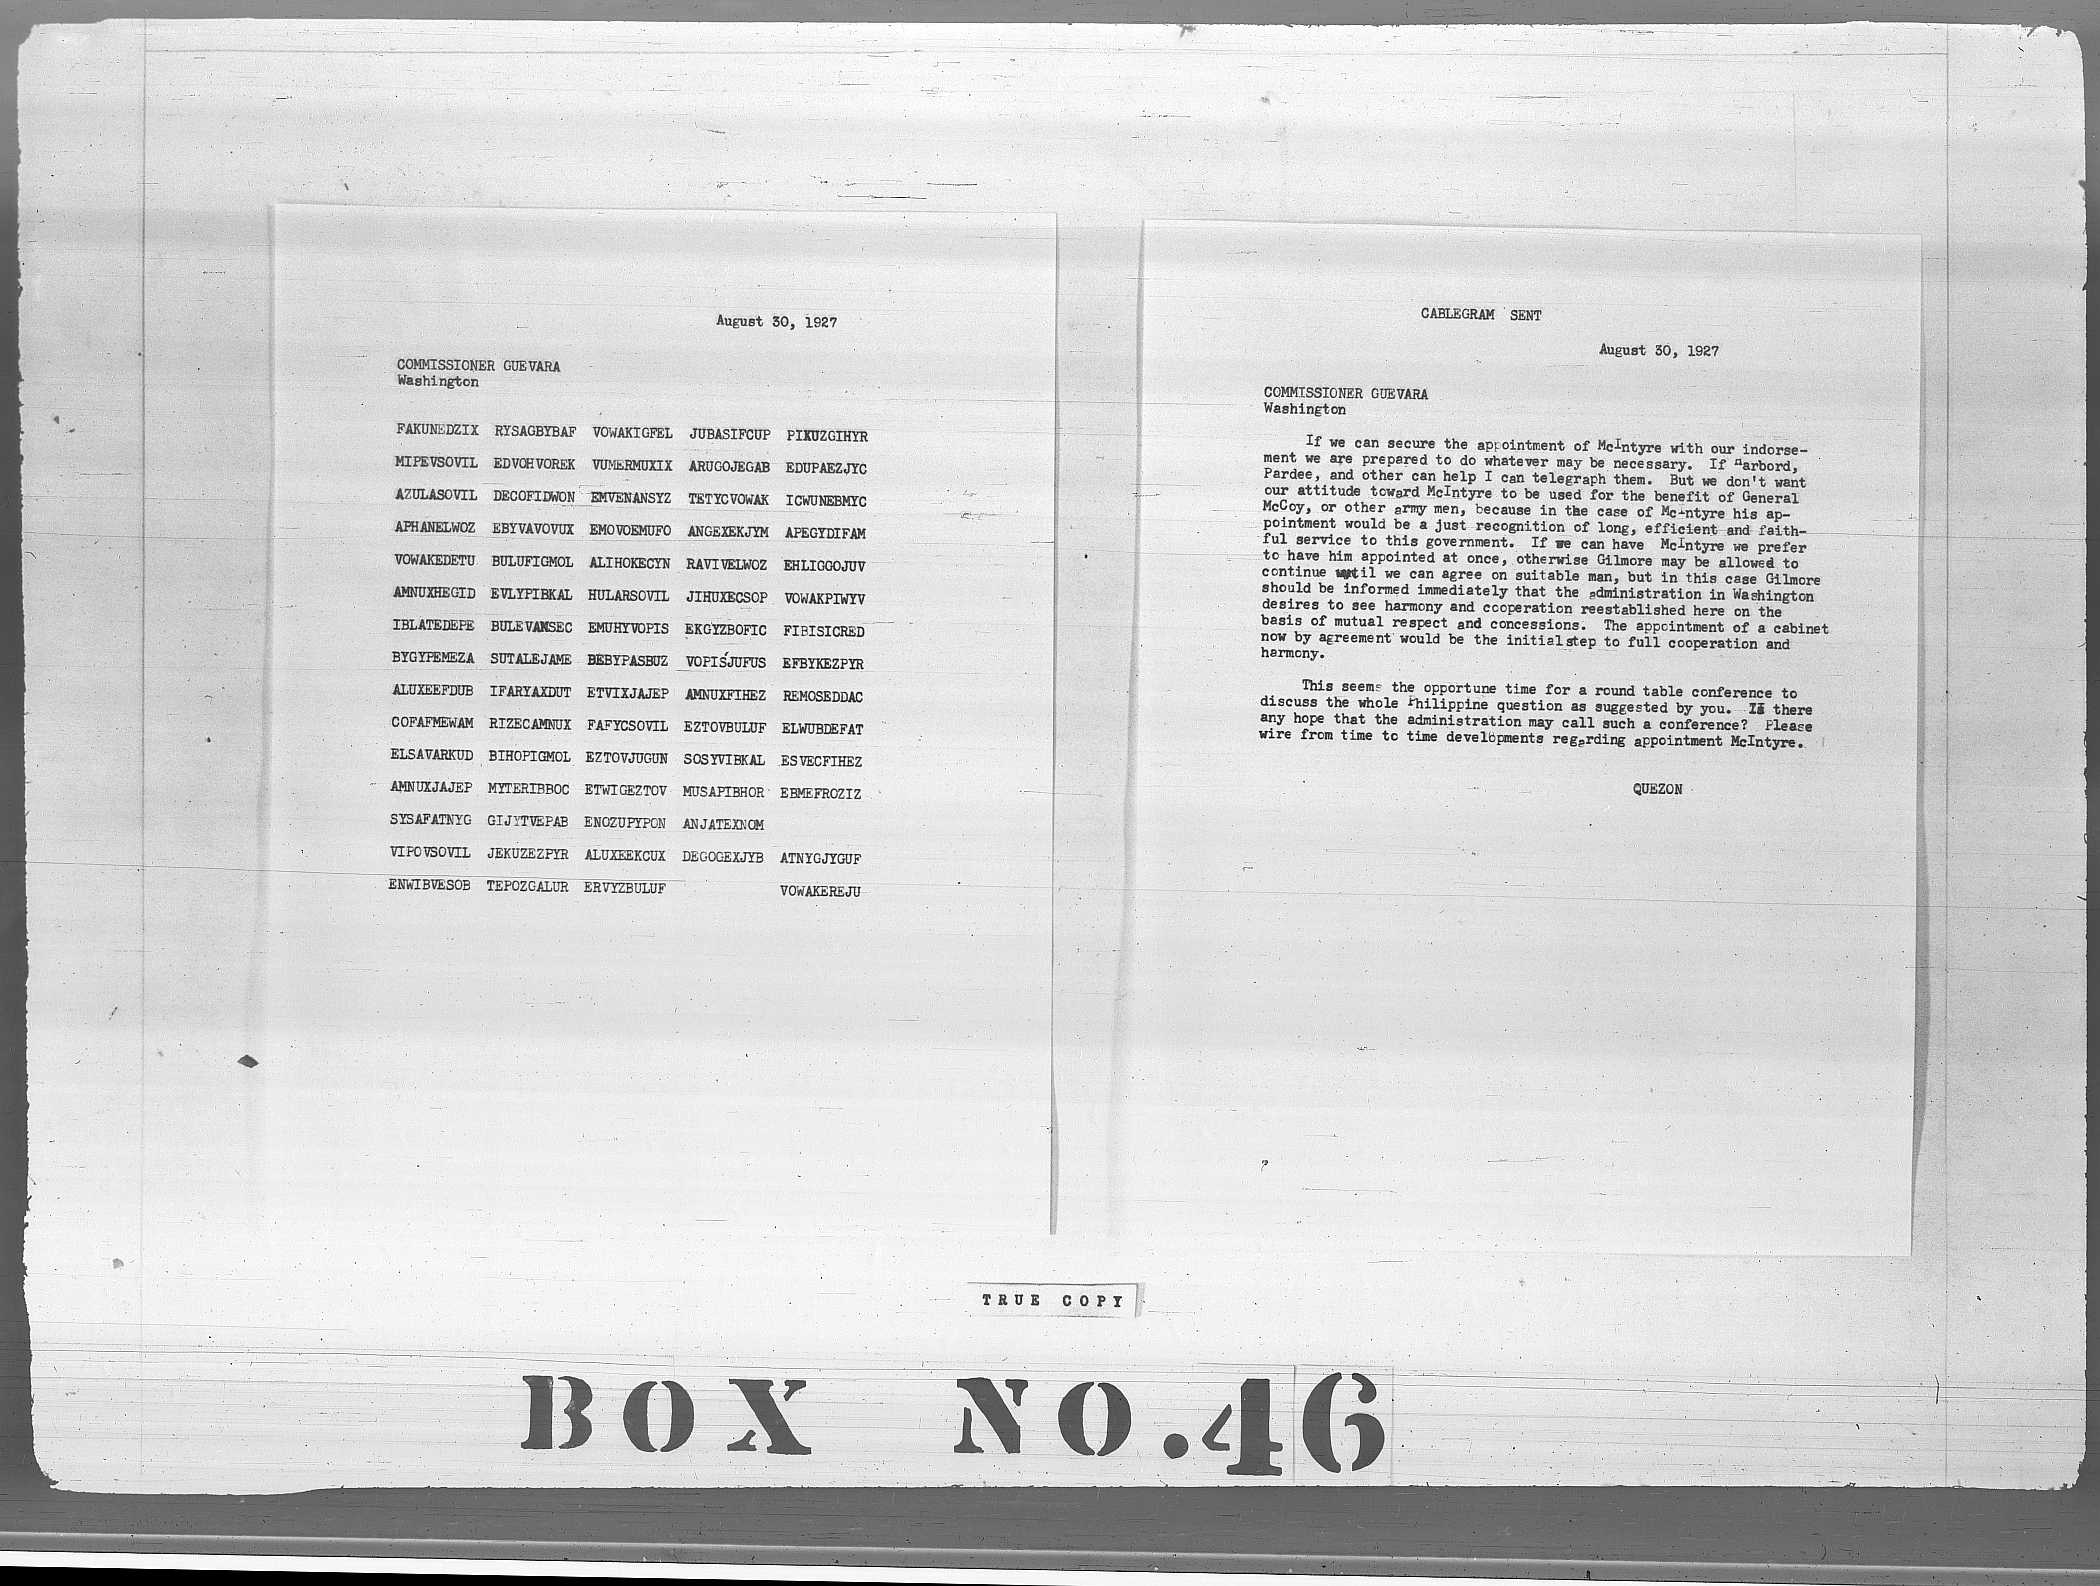 August 30, 1927
COMMISSIONER GUEVARA
Washington
FAKUNEDZIX RYSAGBYBAF VOWAKIGFEL JUBASIFCUP PIKUZGIHYR
MIPEVSOVIL EDVOHVOREK VUMERMUXIX ARUGOJEGAB EDUPAEZJYC
AZULASOVIL DECOFIDWON EMVENANSYZ TETYCVOWAK ICWUNEBMYC
APHANELWOZ EBYVAVOVUX EMOVOEMUFO ANGEXEKJYM APEGYDIFAM
VOWAKEDETU BULUFIGMOL ALIHOKECYN RAVIVELWOZ EHLIGGOJUV
AMNUXHEGID EVLYPIBKAL HULARSOVIL JIHUXECSOP VOWAKPIWYV
IBLATEDEPE BULEVAMSEC EMUHYVOPIS EKGYZBOFIC FIBISICRED
BYGYPEMEZA SUTALEJAME BEBYPASBUZ VOPISJUFUS EFBYKEZPYR
ALUXEEFDUB IFARYAXDUT ETVIXJAJEP AMNUXFIHEZ REMOSEDDAC
COFAFMEWAM RIZECAMNUX FAFYCSOVIL EZTOVBULUF ELWUBDEFAT
ELSAVARKUD BIHOPIGMOL EZTOVJUGUN SOSYVIBKAL ESVECFIHEZ
AMNUXJAJEP MYTERIBBOC ETWIGEZTOV MUSAPIBHOR EBMEFROZIZ
SYSAFATNYG GIJYTVEPAB ENOZUPYPON ANJATEXNOM
VIPOVSOVIL JEKUZEZPYR ALUXEEKCUX DEGOGEXJYB ATNYGJYGUF
ENWIBVESOB TEPOZGALUR ERVYZBULUF VOWAKEREJU
CABLEGRAM SENT
August 30, 1927
COMMISSIONER GUEVARA
Washington
If we can secure the appointment of McIntyre with our indorse-
ment we are prepared to do whatever may be necessary. If Harbord,
Pardee, and other can help I can telegraph them. But we don't want
our attitude toward McIntyre to be used for the benefit of General
McCoy, or other army men, because in the case of McIntyre his ap-
pointment would be a just recognition of long, efficient and faith-
ful service to this government. If we can have McIntyre we prefer
to have him appointed at once, otherwise Gilmore may be allowed to
continue until we can agree on suitable man, but in this case Gilmore
should be informed immediately that the administration in Washington
desires to see harmony and cooperation reestablished here on the
basis of mutual respect and concessions. The appointment of a cabinet
now by agreement would be the initial step to full cooperation and
harmony.
This seems the opportune time for a round table conference to
discuss the whole Philippine question as suggested by you. Is there
any hope that the administration may call such a conference? Please
wire from time to time developments regarding appointment McIntyre.
QUEZON
TRUE COPY
BOX NO.46